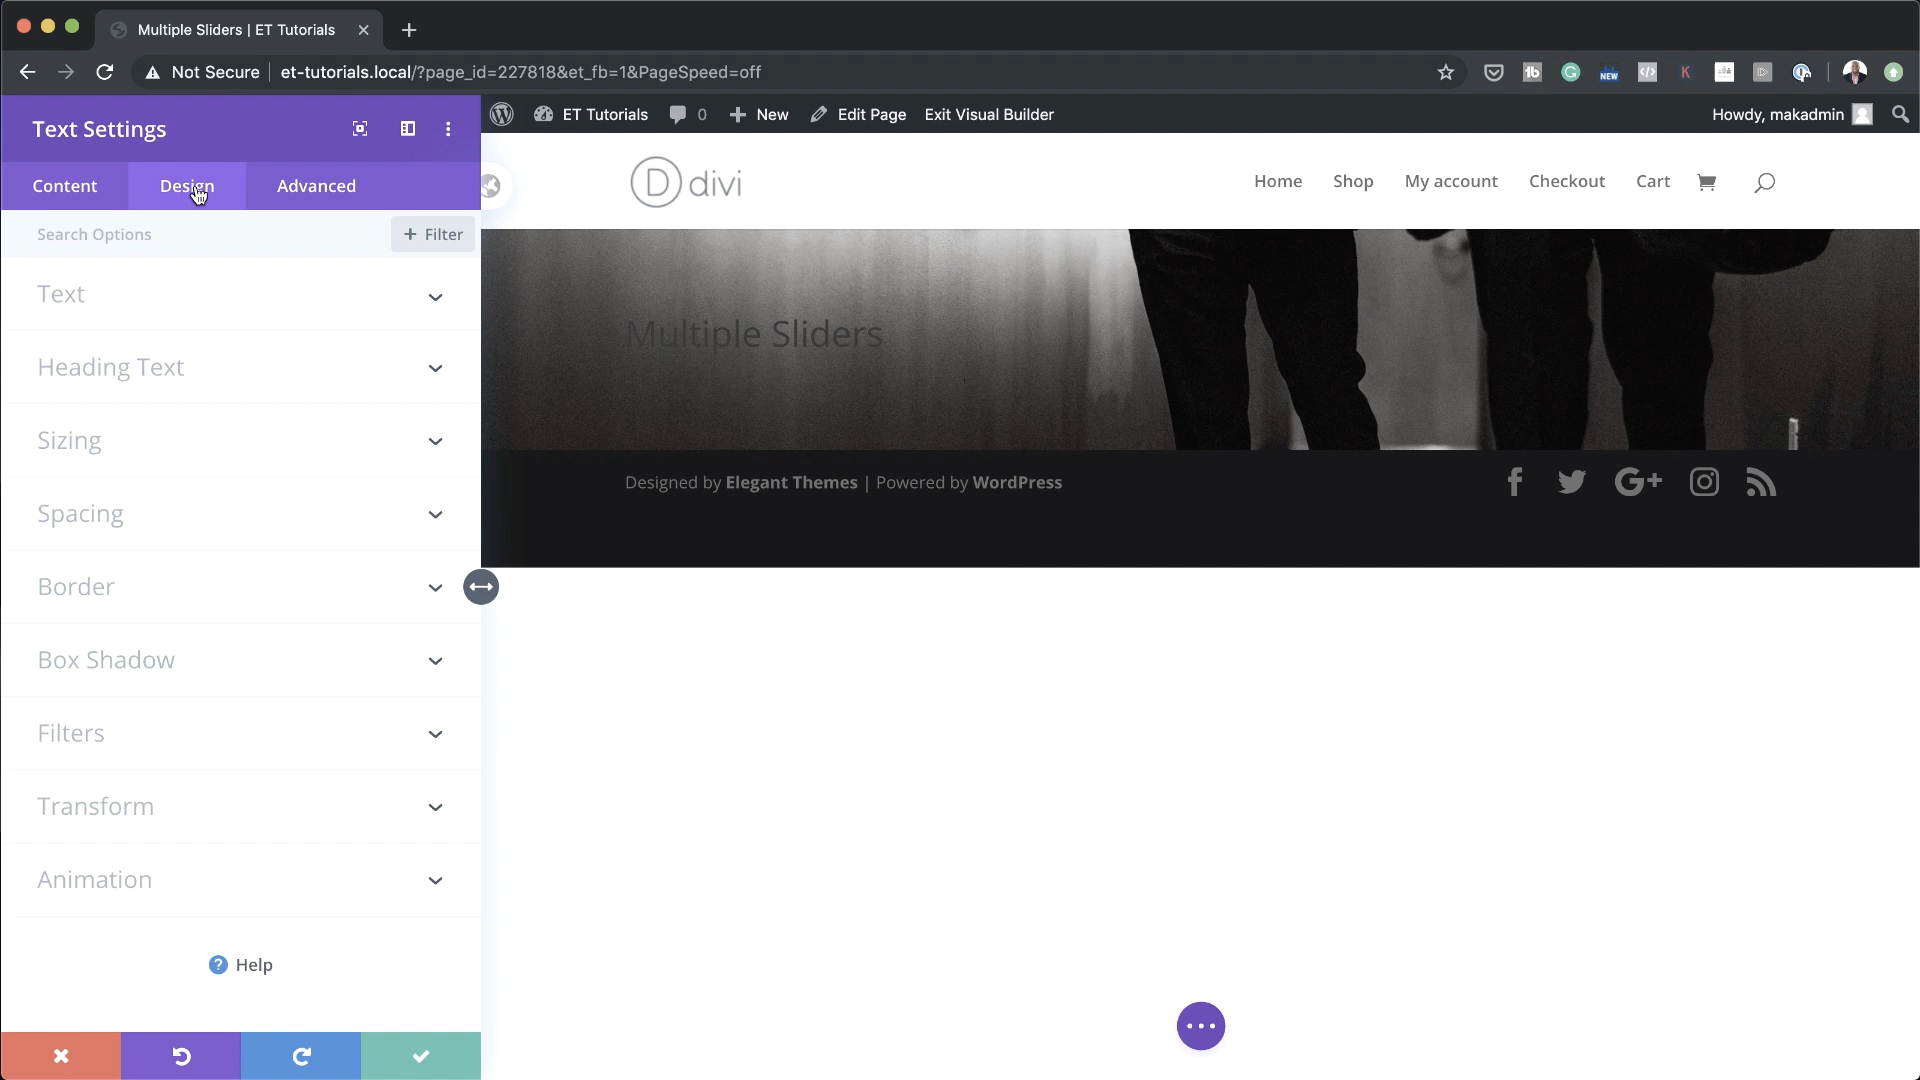 Multiple Sliders | ET Tutorials
Not Secure
et-tutorials.local/?page_id=227818&et_fb=1&PageSpeed=off
tb
NEW
K
Text Settings
ET Tutorials
0
New
Edit Page
Exit Visual Builder
Howdy, makadmin
Content
Design
Advanced
D divi
Home
Shop
My account
Checkout
Cart
Search Options
+ Filter
Text
Heading Text
Sizing
Spacing
Border
Box Shadow
Filters
Transform
Animation
Help
Multiple Sliders
Designed by Elegant Themes | Powered by WordPress